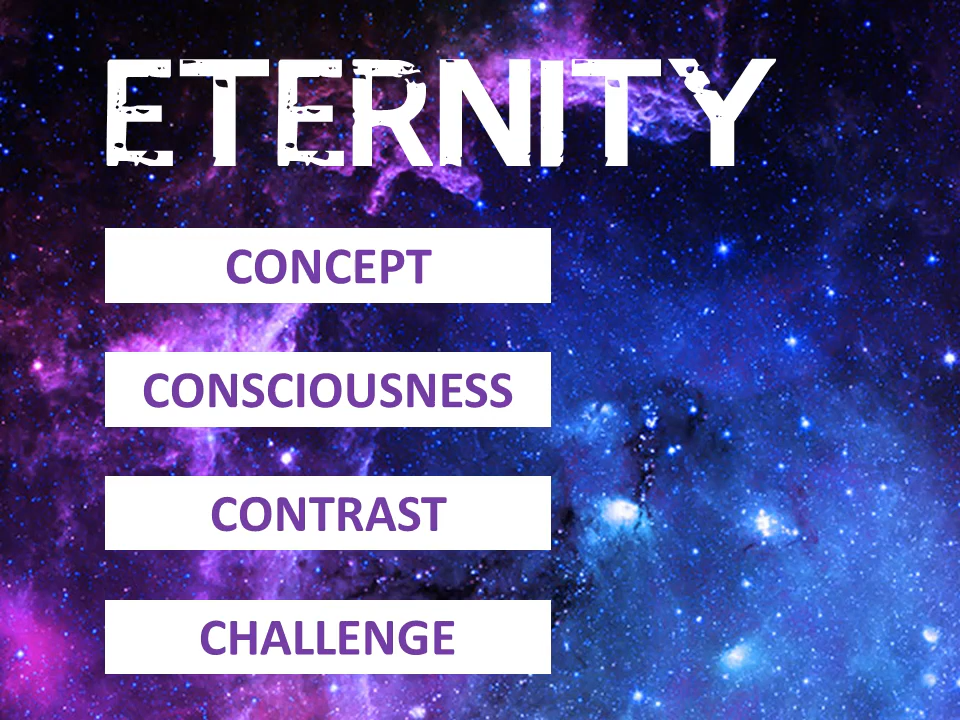 ETERNITY
CONCEPT
CONSCIOUSNESS
CONTRAST
CHALLENGE